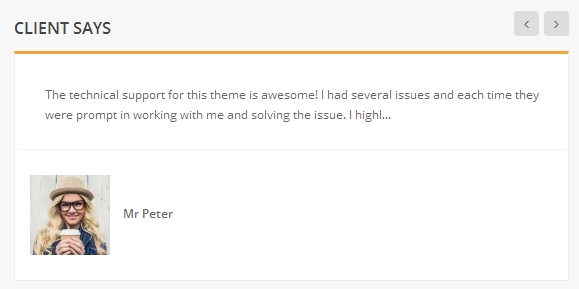 CLIENT SAYS
The technical support for this theme is awesome! I had several issues and each time they
were prompt in working with me and solving the issue. I highl...
Mr Peter